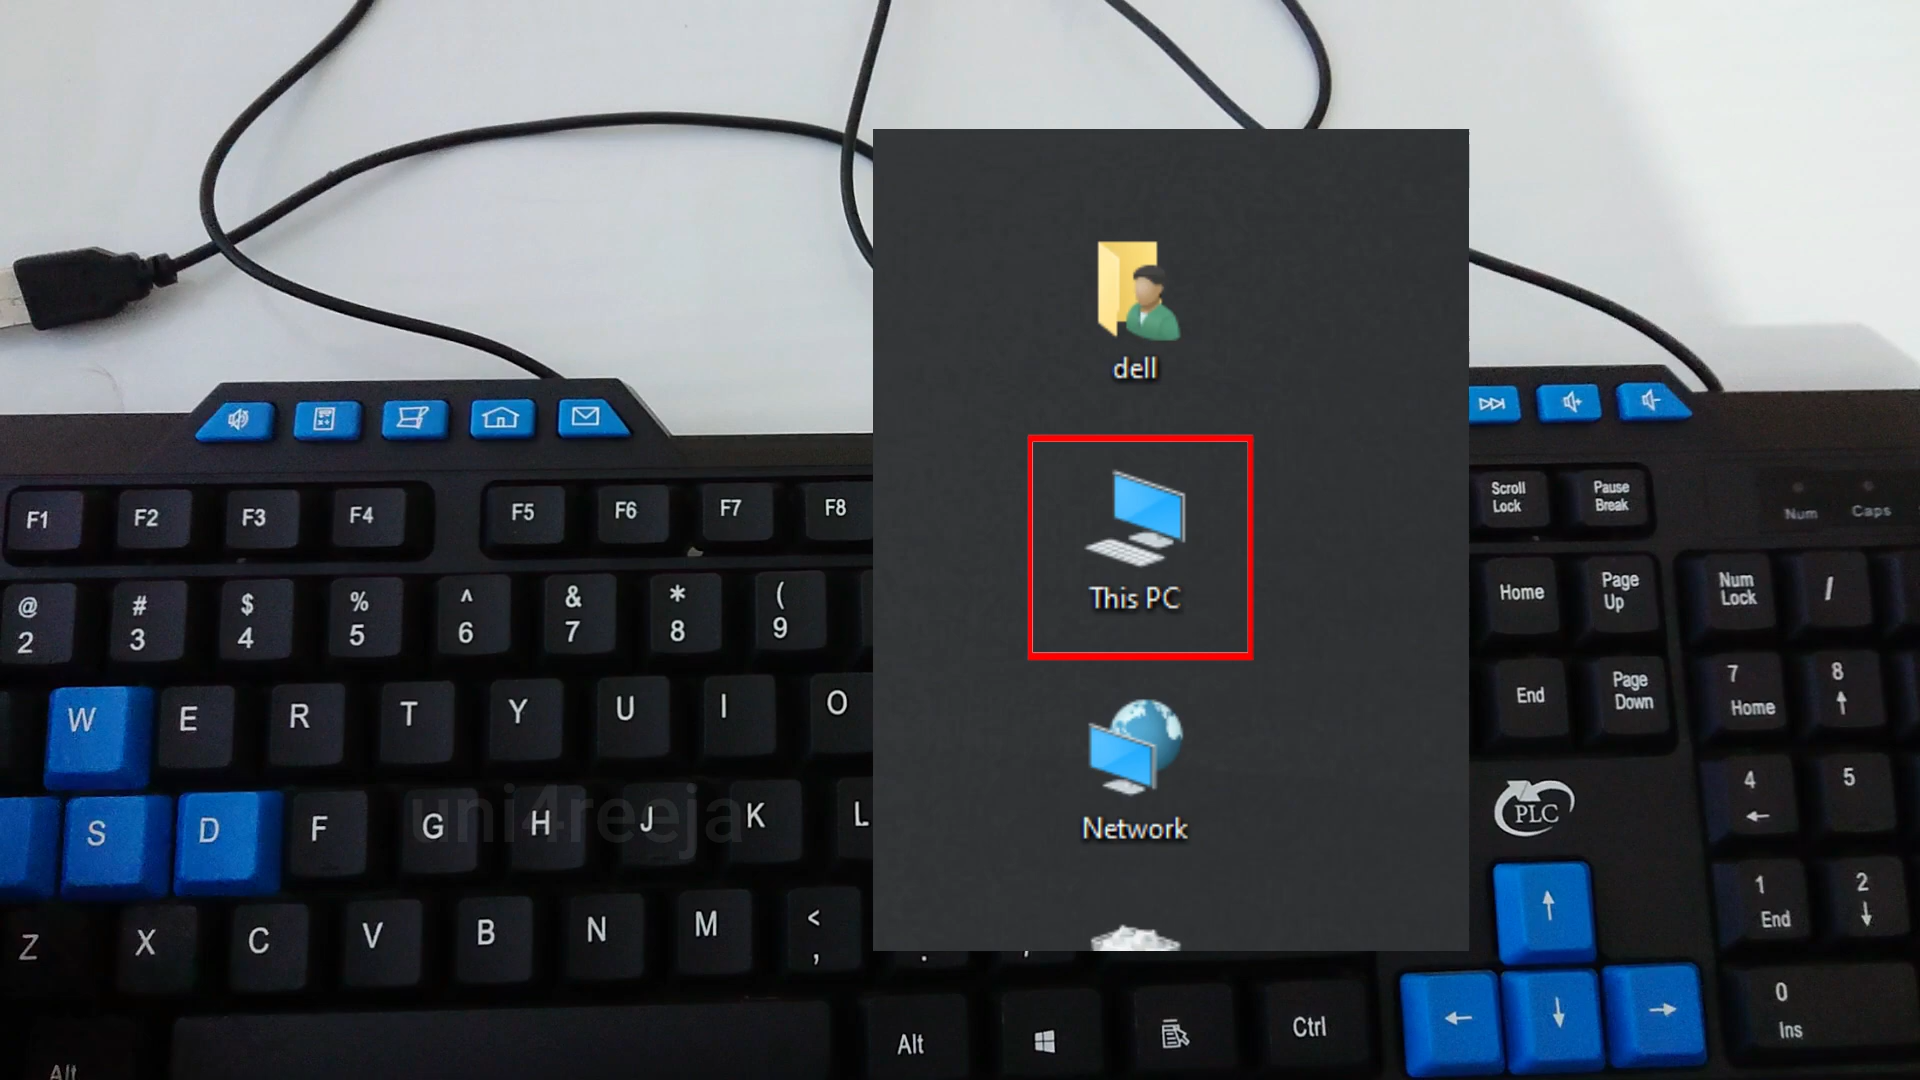 dell
This PC
Network
F1 F2 F3 F4 F5 F6 F7 F8
Scroll Lock
Pause Break
Num Caps
@ 2
# 3
$ 4
% 5
^ 6
& 7
* 8
( 9
Home
Page Up
Num Lock
/
W E R T Y U I O
End
Page Down
7 Home
8
S D F G H J K L
uni4reeja
PLC
4
5
Z X C V B N M < ,
1 End
2
Alt
Alt
Ctrl
0 Ins